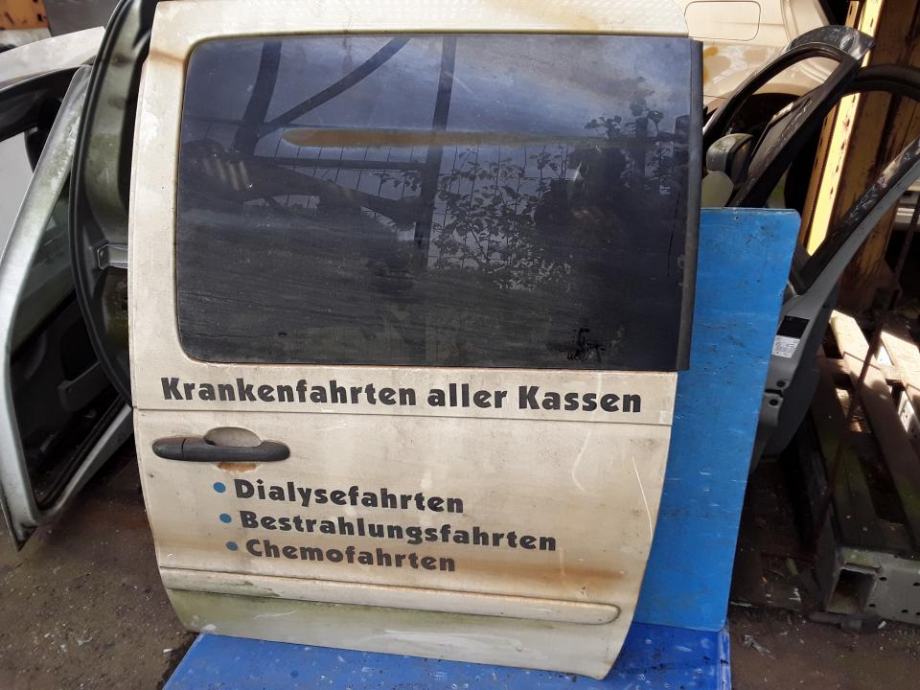 Krankenfahrten aller Kassen
• Dialysefahrten
• Bestrahlungsfahrten
• Chemofahrten